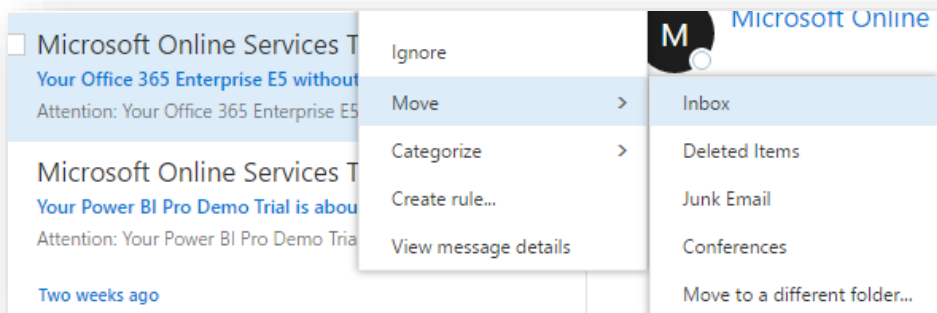 Microsoft Online Services T
Your Office 365 Enterprise E5 without
Attention: Your Office 365 Enterprise E5
Microsoft Online Services T
Your Power BI Pro Demo Trial is abou
Attention: Your Power BI Pro Demo Tria
Two weeks ago
Ignore
Move >
Categorize >
Create rule...
View message details
M
Microsoft Online
Inbox
Deleted Items
Junk Email
Conferences
Move to a different folder...